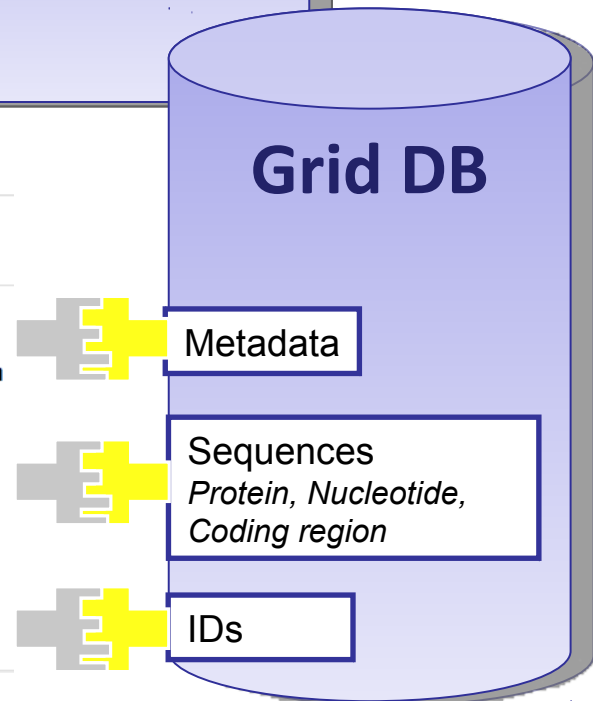 Grid DB
Metadata
Sequences
Protein, Nucleotide,
Coding region
IDs